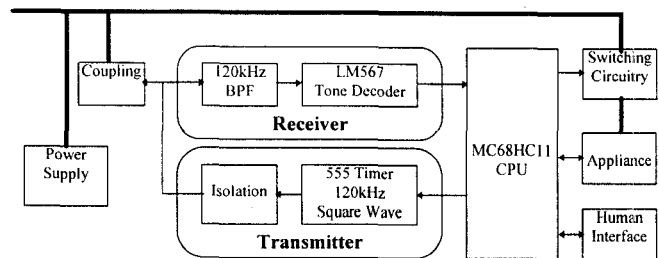 Coupling
120kHz
BPF
LM567
Tone Decoder
Receiver
Switching
Circuitry
MC68HC11
CPU
Power
Supply
Isolation
555 Timer
120kHz
Square Wave
Transmitter
Appliance
Human
Interface